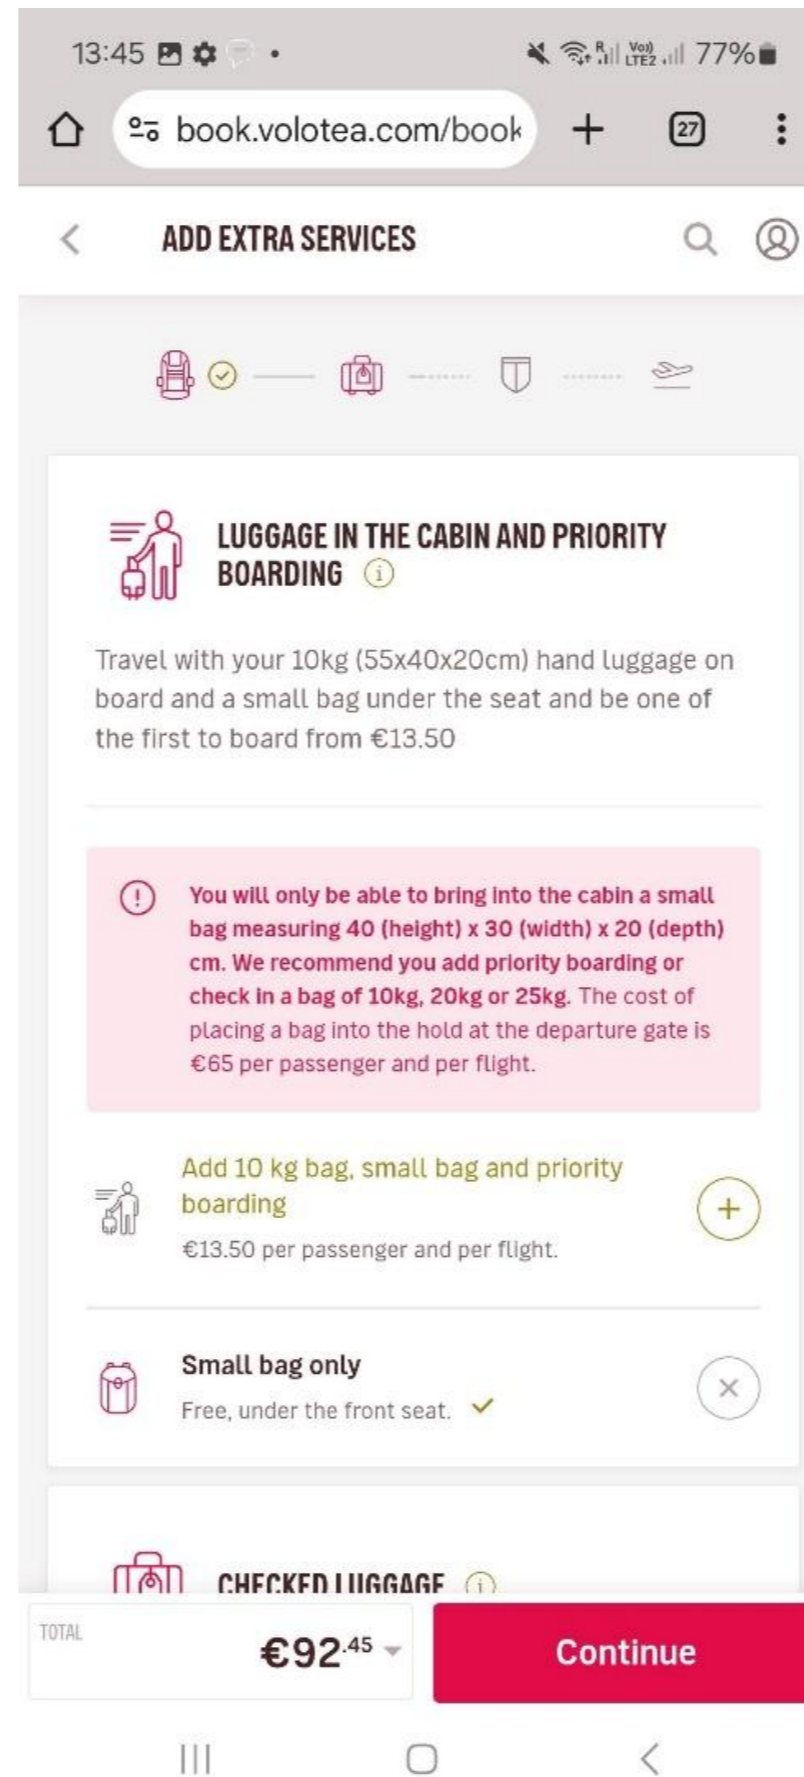 13:45 77%
R Vo)) LTE2
book.volotea.com/book 27
ADD EXTRA SERVICES
LUGGAGE IN THE CABIN AND PRIORITY
BOARDING i
Travel with your 10kg (55x40x20cm) hand luggage on
board and a small bag under the seat and be one of
the first to board from €13.50
You will only be able to bring into the cabin a small
bag measuring 40 (height) x 30 (width) x 20 (depth)
cm. We recommend you add priority boarding or
check in a bag of 10kg, 20kg or 25kg. The cost of
placing a bag into the hold at the departure gate is
€65 per passenger and per flight.
Add 10 kg bag, small bag and priority
boarding
€13.50 per passenger and per flight.
Small bag only
Free, under the front seat.
CHECKED LUGGAGE i
TOTAL
€92.45 Continue